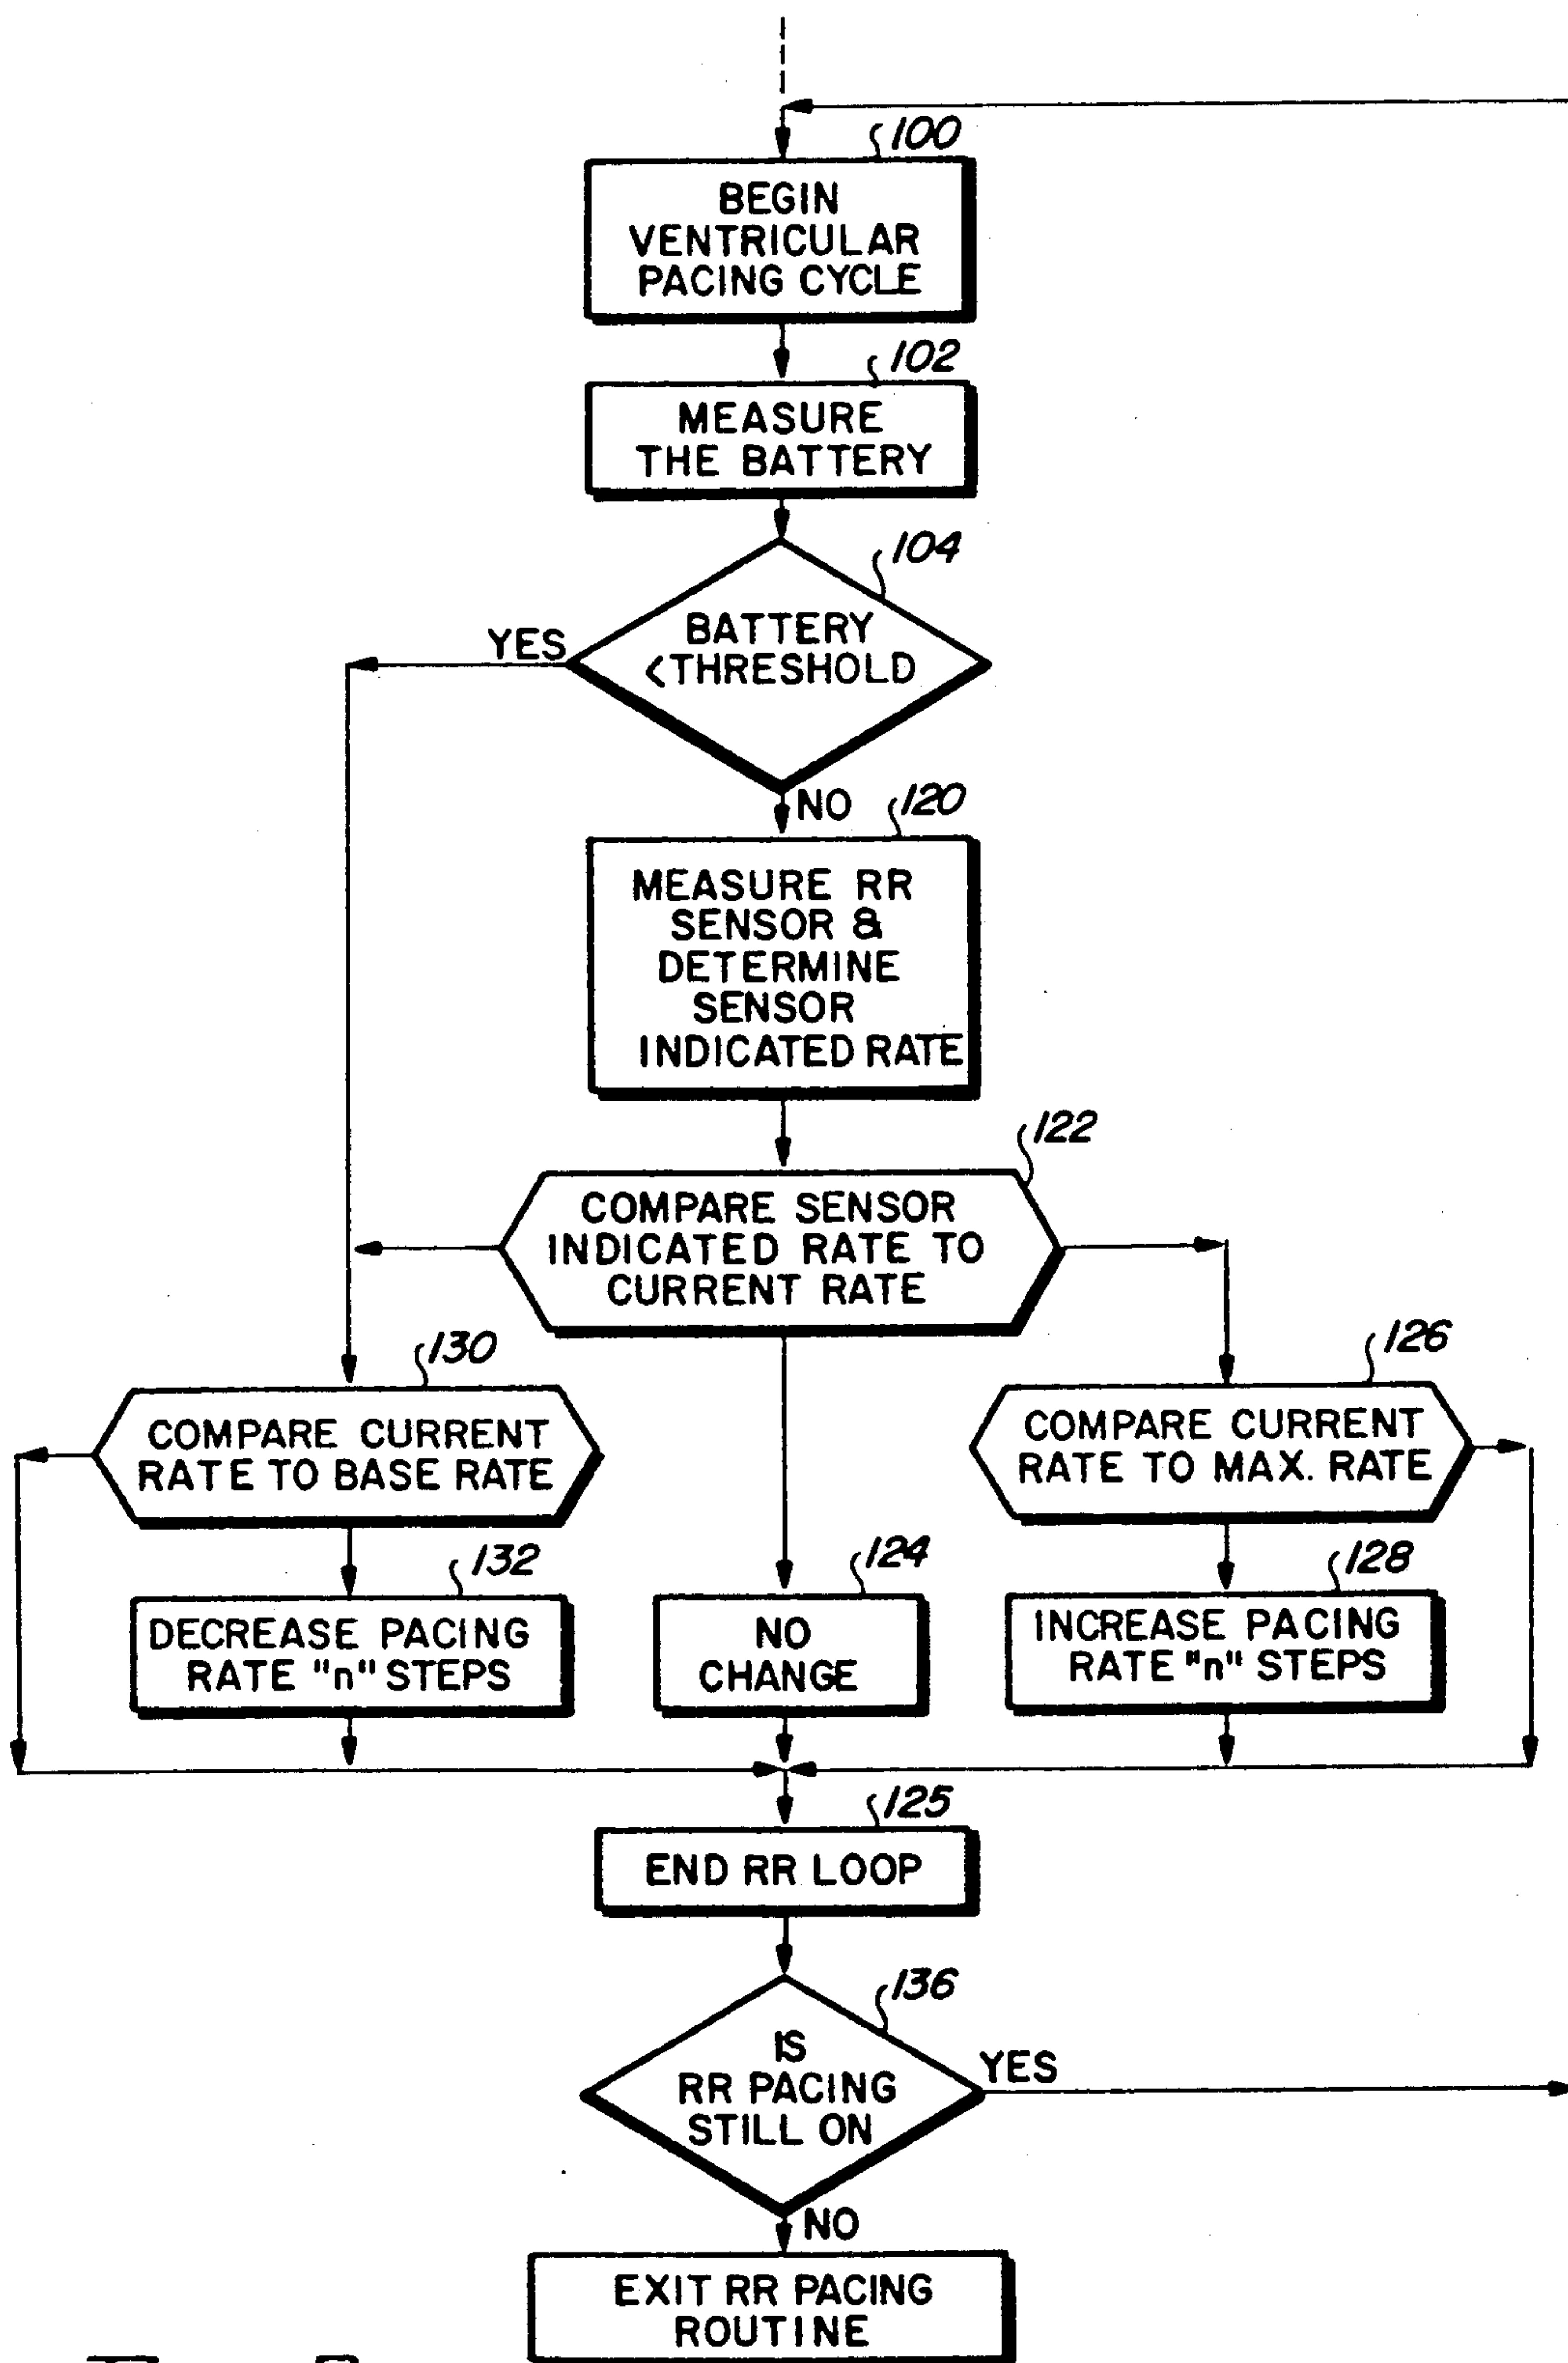 100
BEGIN
VENTRICULAR
PACING CYCLE
102
MEASURE
THE BATTERY
104
BATTERY
<THRESHOLD
YES
NO
120
MEASURE RR
SENSOR &
DETERMINE
SENSOR
INDICATED RATE
122
COMPARE SENSOR
INDICATED RATE TO
CURRENT RATE
130
COMPARE CURRENT
RATE TO BASE RATE
126
COMPARE CURRENT
RATE TO MAX. RATE
132
DECREASE PACING
RATE "n" STEPS
124
NO
CHANGE
128
INCREASE PACING
RATE "n" STEPS
125
END RR LOOP
136
IS
RR PACING
STILL ON
YES
NO
EXIT RR PACING
ROUTINE